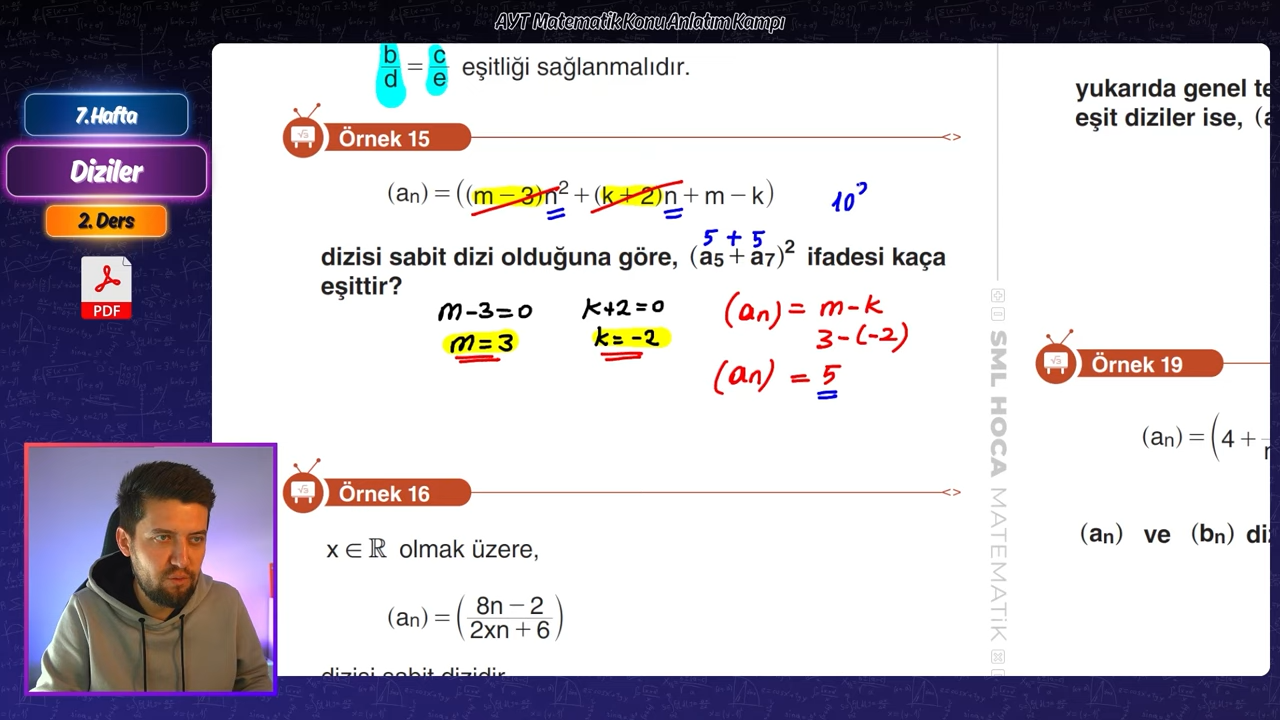 AYT Matematik Konu Anlatım Kampı
7.Hafta
Diziler
2. Ders
PDF
b/d = c/e eşitliği sağlanmalıdır.
Örnek 15
(an) = ((m − 3)n² + (k + 2)n + m − k)
10²
5 + 5
dizisi sabit dizi olduğuna göre, (a5 + a7)² ifadesi kaça
eşittir?
m-3=0 k+2=0 (an) = m-k
m=3 k=-2 3-(-2)
(an) = 5
Örnek 16
x ∈ ℝ olmak üzere,
(an) = (8n − 2 / 2xn + 6)
dizisi sabit dizidir
SML HOCA MATEMATİK
yukarıda genel te
eşit diziler ise, (a
Örnek 19
(an) = (4 +
(an) ve (bn) di